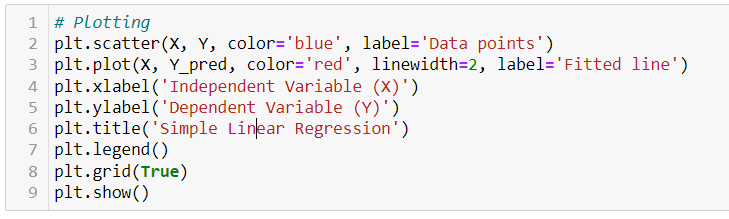 1 # Plotting
2 plt.scatter(X, Y, color='blue', label='Data points')
3 plt.plot(X, Y_pred, color='red', linewidth=2, label='Fitted line')
4 plt.xlabel('Independent Variable (X)')
5 plt.ylabel('Dependent Variable (Y)')
6 plt.title('Simple Linear Regression')
7 plt.legend()
8 plt.grid(True)
9 plt.show()